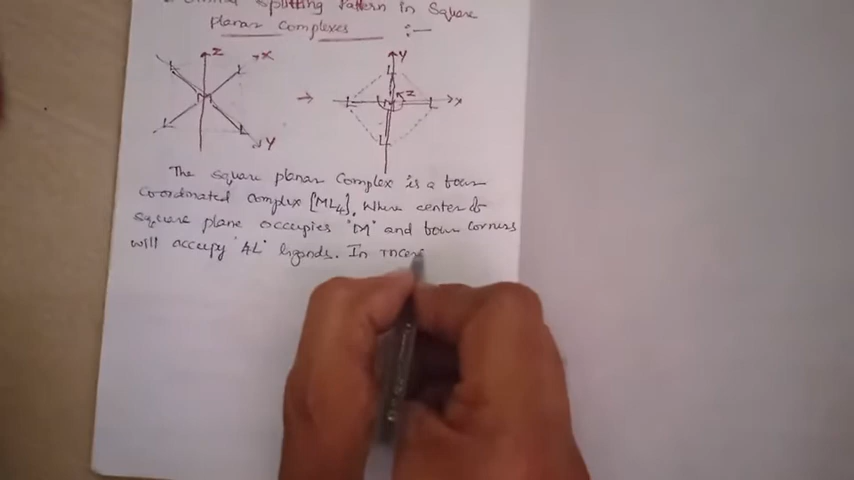 Orbital Splitting Pattern in Square
planar Complexes :-
Z
X
L L
M
L L
Y
Y
L
Z
L M L X
L
The square planar Complex is a four
Coordinated Complex [ML4]. Where center of
square plane occupies "M" and four corners
will occupy "4L" ligands. In